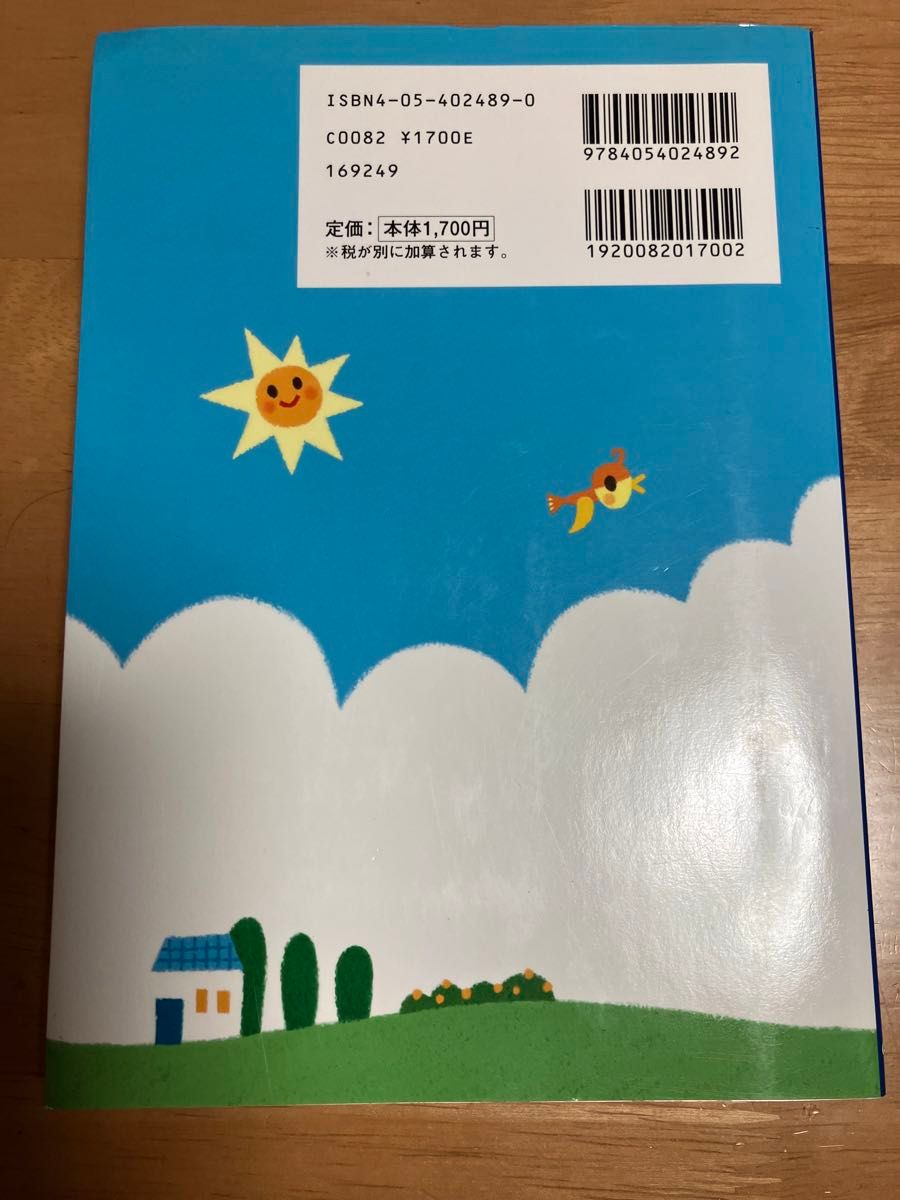 ISBN4-05-402489-0
C0082 ¥1700E
169249
定価：本体1,700円
※税が別に加算されます。
9784054024892
1920082017002